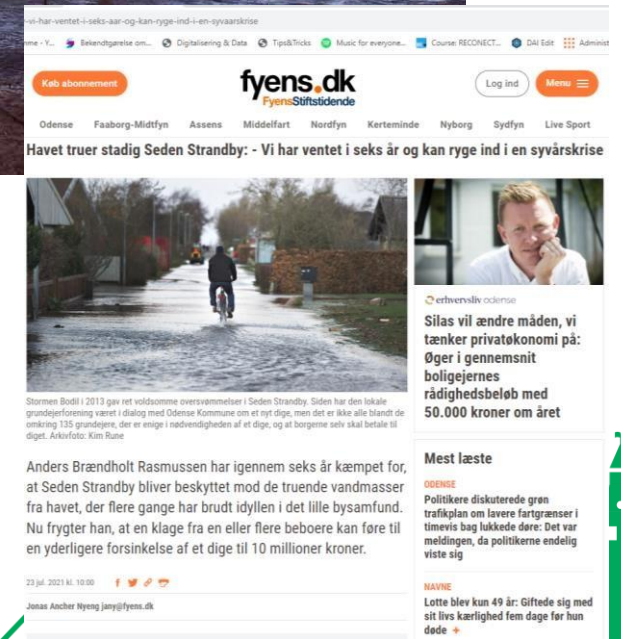 -vi-har-ventet-i-seks-aar-og-kan-ryge-ind-i-en-syvaarskrise
Bekendtgørelse om...
Digitalisering & Data
Tips&Tricks
Music for everyone...
Course: RECONECT...
DAI Edit
Køb abonnement
fyens.dk
FyensStiftstidende
Log ind
Menu
Odense
Faaborg-Midtfyn
Assens
Middelfart
Nordfyn
Kerteminde
Nyborg
Sydfyn
Live Sport
Havet truer stadig Seden Strandby: - Vi har ventet i seks år og kan ryge ind i en syvårskrise
Stormen Bodil i 2013 gav ret voldsomme oversvømmelser i Seden Strandby. Siden har den lokale
grundejerforening været i dialog med Odense Kommune om et nyt dige, men det er ikke alle blandt de
omkring 135 grundejere, der er enige i nødvendigheden af et dige, og at borgerne selv skal betale til
diget. Arkivfoto: Kim Rune
Anders Brændholt Rasmussen har igennem seks år kæmpet for,
at Seden Strandby bliver beskyttet mod de truende vandmasser
fra havet, der flere gange har brudt idyllen i det lille bysamfund.
Nu frygter han, at en klage fra en eller flere beboere kan føre til
en yderligere forsinkelse af et dige til 10 millioner kroner.
23 jul. 2021 kl. 10:00
Jonas Ancher Nyeng jany@fyens.dk
erhvervsliv odense
Silas vil ændre måden, vi
tænker privatøkonomi på:
Øger i gennemsnit
boligejernes
rådighedsbeløb med
50.000 kroner om året
Mest læste
ODENSE
Politikere diskuterede grøn
trafikplan om lavere fartgrænser i
timevis bag lukkede døre: Det var
meldingen, da politikerne endelig
viste sig
NAVNE
Lotte blev kun 49 år: Giftede sig med
sit livs kærlighed fem dage før hun
døde +